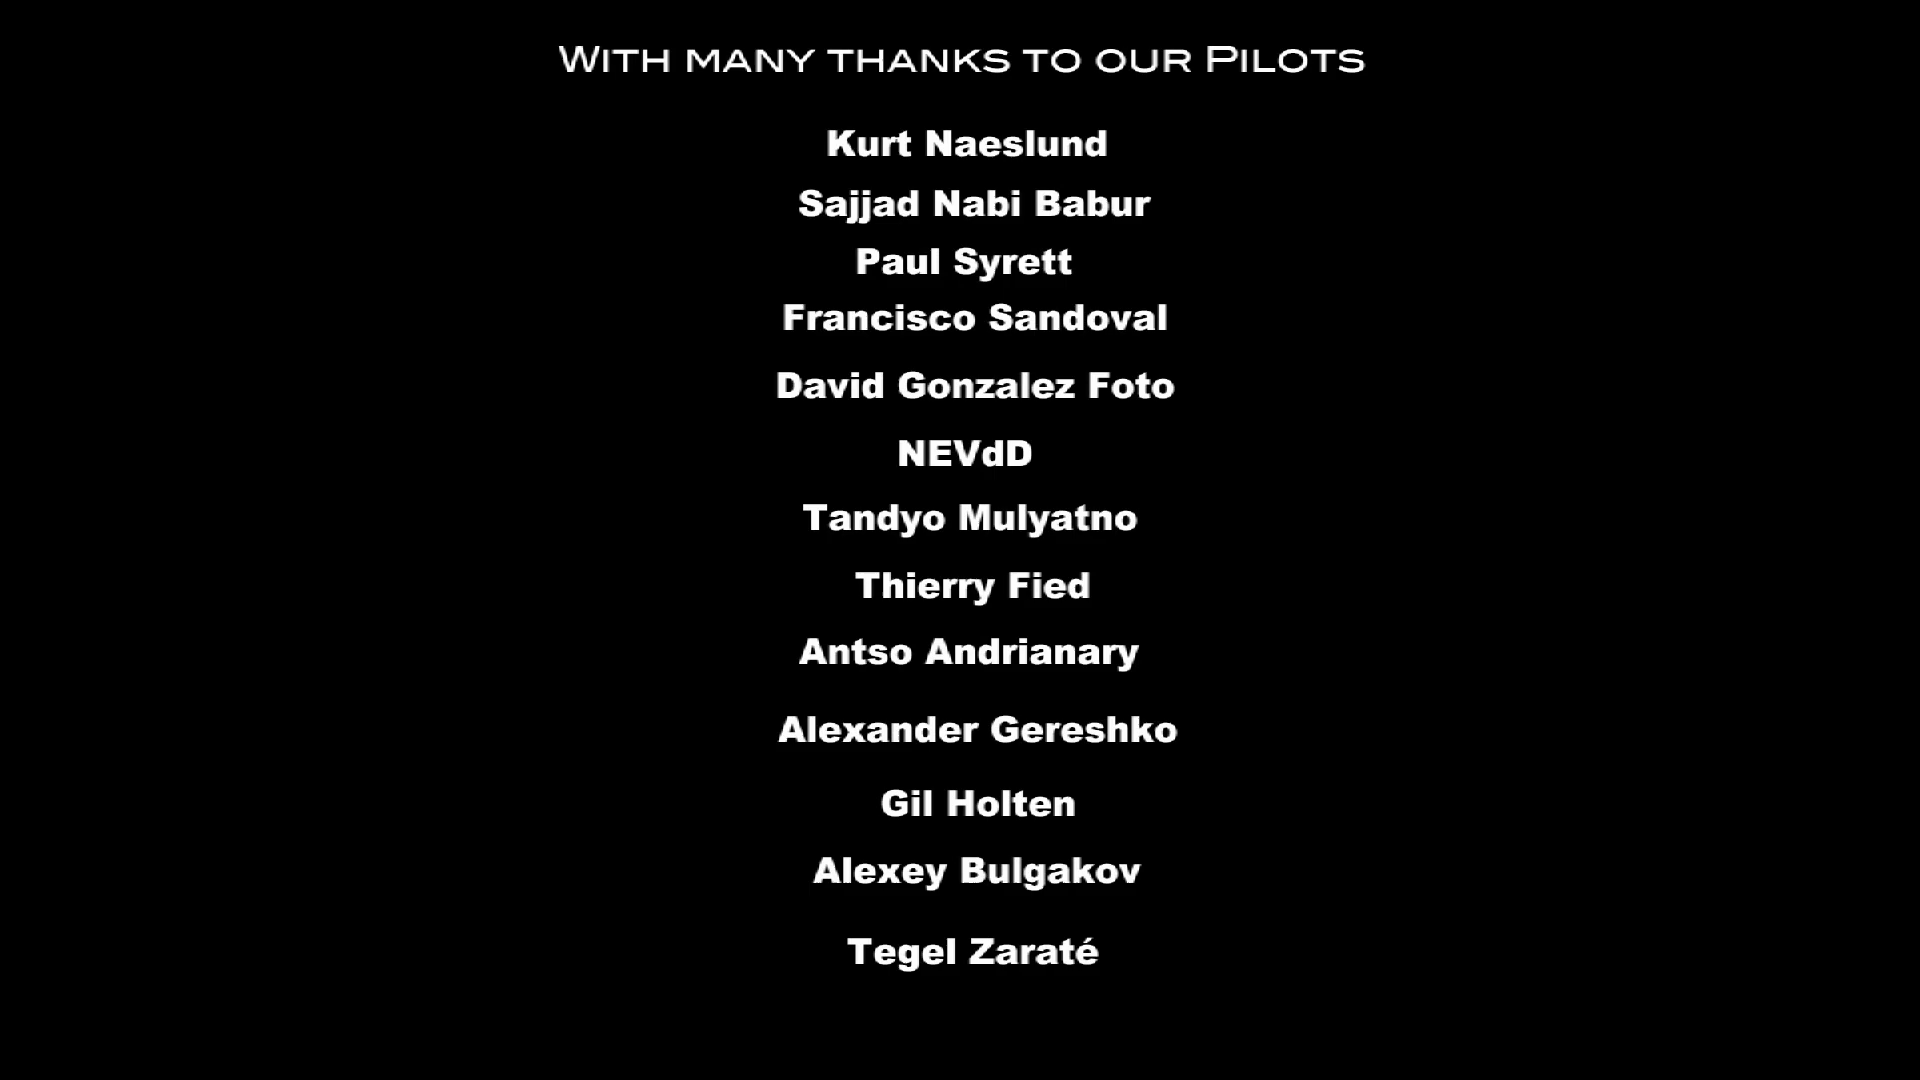 With many thanks to our Pilots
Kurt Naeslund
Sajjad Nabi Babur
Paul Syrett
Francisco Sandoval
David Gonzalez Foto
NEVdD
Tandyo Mulyatno
Thierry Fied
Antso Andrianary
Alexander Gereshko
Gil Holten
Alexey Bulgakov
Tegel Zaraté